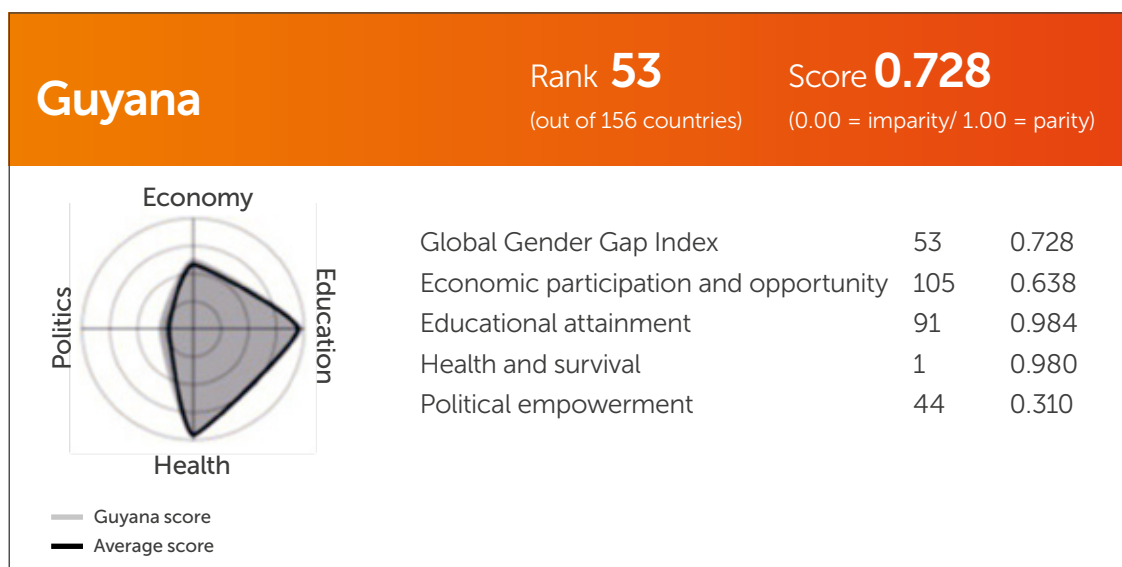 Guyana
Rank 53
(out of 156 countries)
Score 0.728
(0.00 = imparity/ 1.00 = parity)
Economy
Politics
Education
Health
Guyana score
Average score
Global Gender Gap Index 53 0.728
Economic participation and opportunity 105 0.638
Educational attainment 91 0.984
Health and survival 1 0.980
Political empowerment 44 0.310